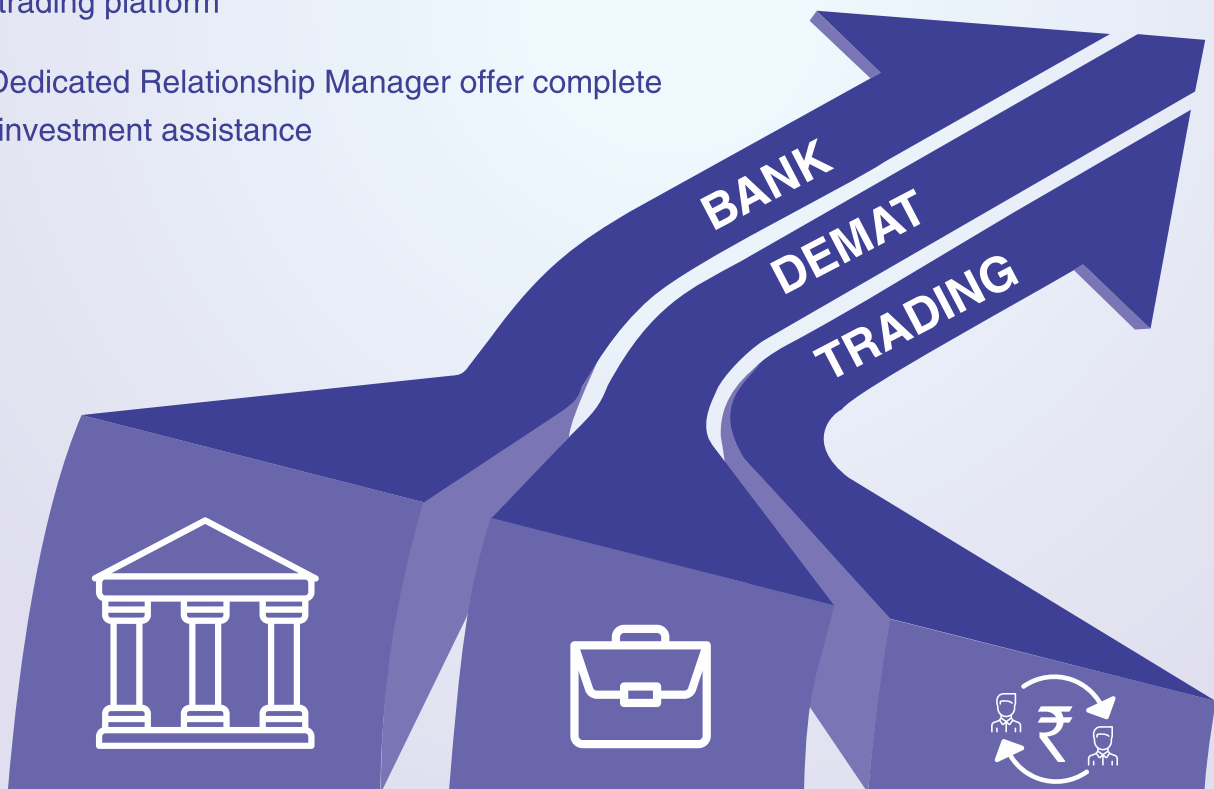 trading platform
Dedicated Relationship Manager offer complete
investment assistance
BANK
DEMAT
TRADING
₹